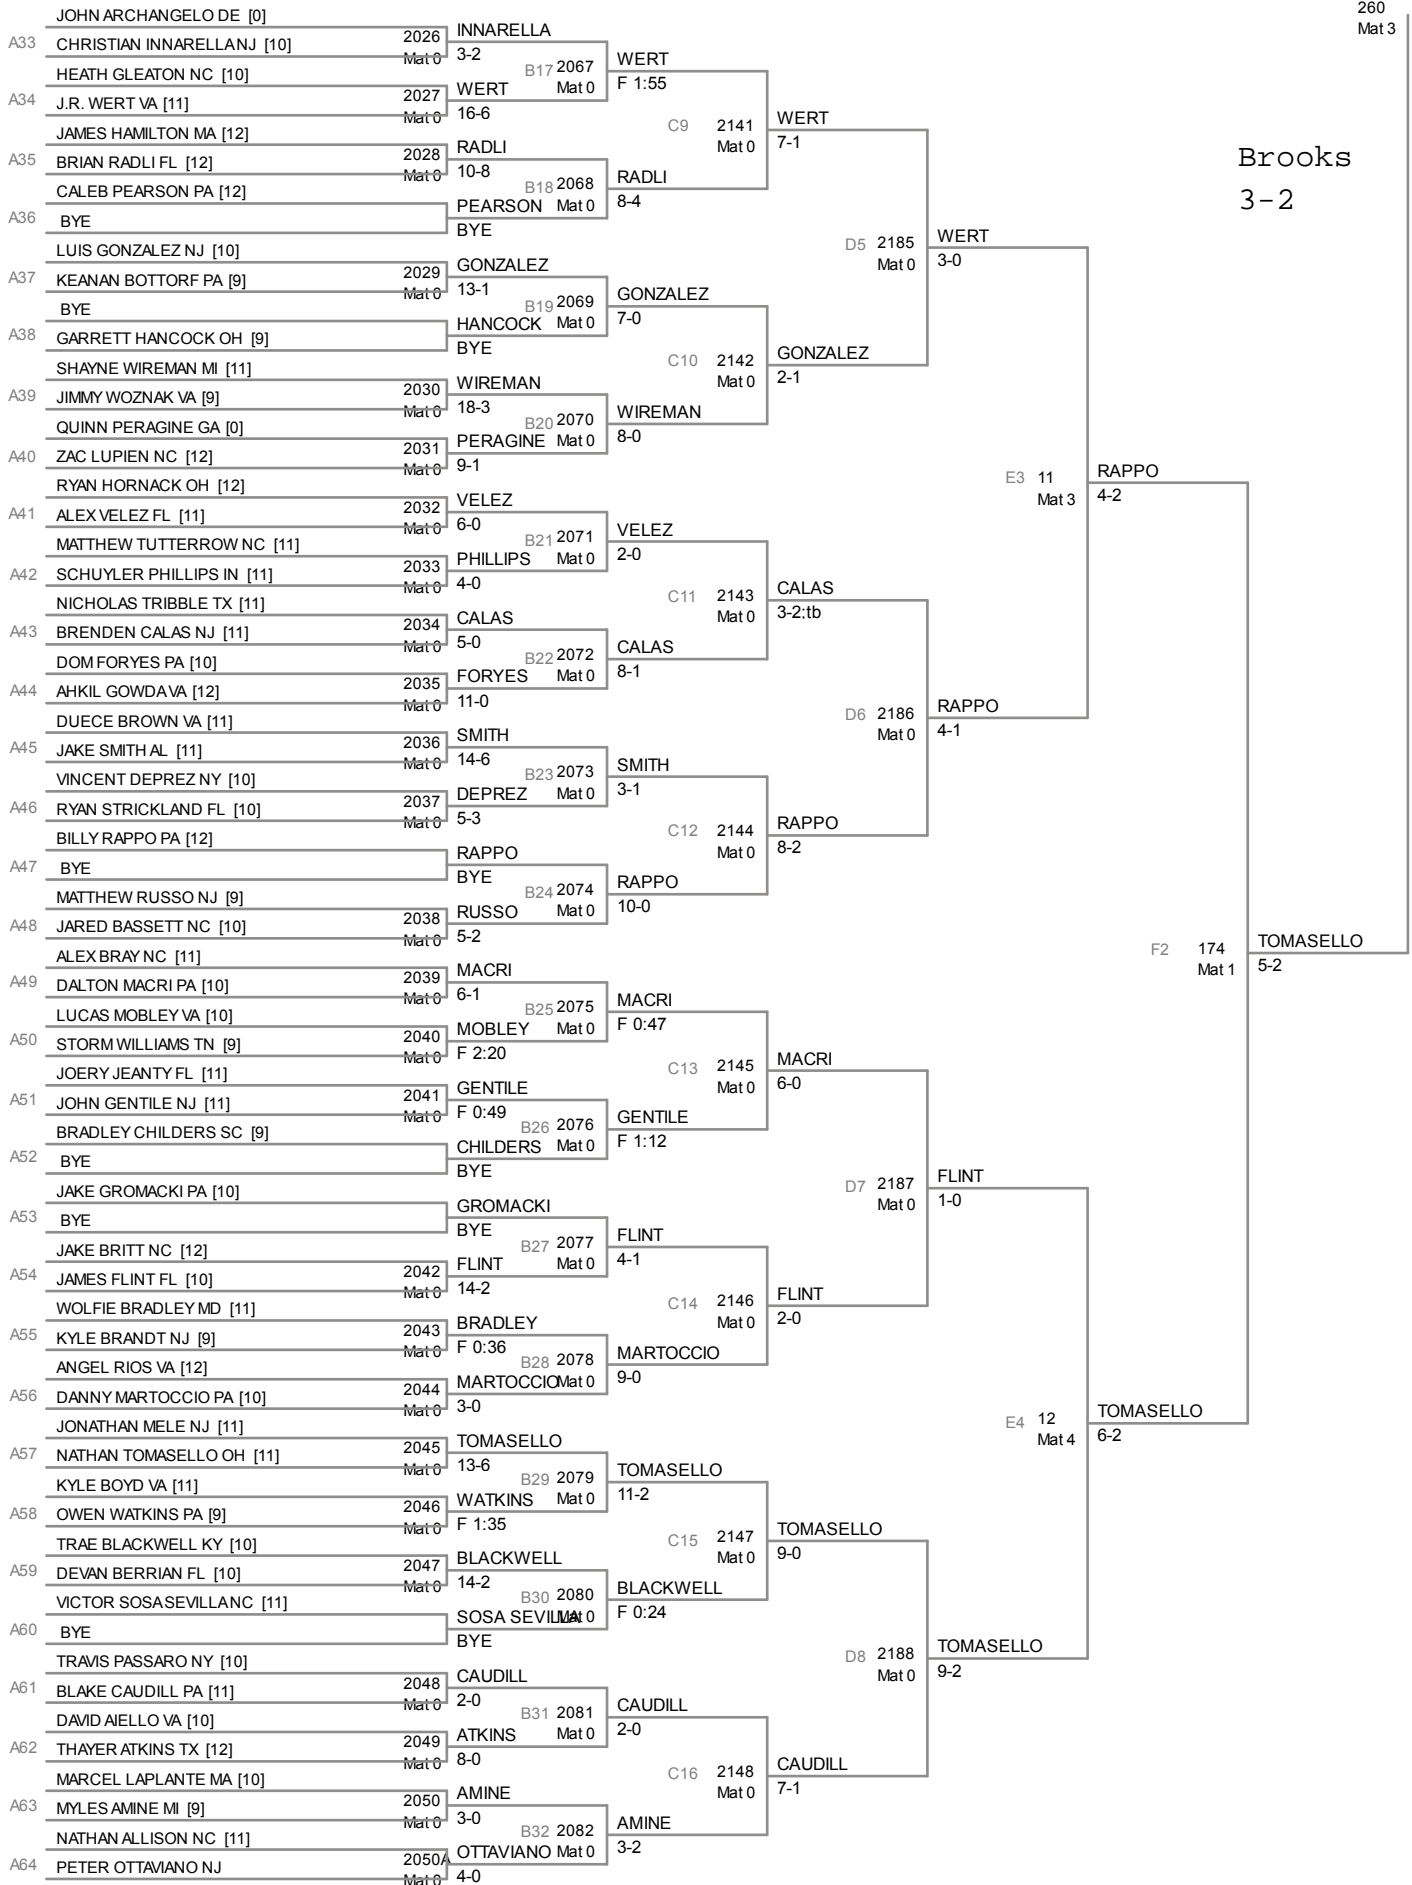 260
Mat 3
Brooks
3-2
JOHN ARCHANGELO DE [0]
A33 CHRISTIAN INNARELLA NJ [10]
2026 INNARELLA
Mat 0 3-2
HEATH GLEATON NC [10]
B17 2067 WERT
Mat 0 F 1:55
A34 J.R. WERT VA [11]
2027 WERT
Mat 0 16-6
JAMES HAMILTON MA [12]
C9 2141 WERT
Mat 0 7-1
A35 BRIAN RADLI FL [12]
2028 RADLI
Mat 0 10-8
CALEB PEARSON PA [12]
B18 2068 RADLI
Mat 0 8-4
A36 BYE
PEARSON
BYE
LUIS GONZALEZ NJ [10]
D5 2185 WERT
Mat 0 3-0
A37 KEANAN BOTTORF PA [9]
2029 GONZALEZ
Mat 0 13-1
BYE
B19 2069 GONZALEZ
Mat 0 7-0
A38 GARRETT HANCOCK OH [9]
HANCOCK
BYE
SHAYNE WIREMAN MI [11]
C10 2142 GONZALEZ
Mat 0 2-1
A39 JIMMY WOZNAK VA [9]
2030 WIREMAN
Mat 0 18-3
QUINN PERAGINE GA [0]
B20 2070 WIREMAN
Mat 0 8-0
A40 ZAC LUPIEN NC [12]
2031 PERAGINE
Mat 0 9-1
RYAN HORNACK OH [12]
E3 11 RAPPO
Mat 3 4-2
A41 ALEX VELEZ FL [11]
2032 VELEZ
Mat 0 6-0
MATTHEW TUTTERROW NC [11]
B21 2071 VELEZ
Mat 0 2-0
A42 SCHUYLER PHILLIPS IN [11]
2033 PHILLIPS
Mat 0 4-0
NICHOLAS TRIBBLE TX [11]
C11 2143 CALAS
Mat 0 3-2;tb
A43 BRENDEN CALAS NJ [11]
2034 CALAS
Mat 0 5-0
DOM FORYES PA [10]
B22 2072 CALAS
Mat 0 8-1
A44 AHKIL GOWDA VA [12]
2035 FORYES
Mat 0 11-0
DUECE BROWN VA [11]
D6 2186 RAPPO
Mat 0 4-1
A45 JAKE SMITH AL [11]
2036 SMITH
Mat 0 14-6
VINCENT DEPREZ NY [10]
B23 2073 SMITH
Mat 0 3-1
A46 RYAN STRICKLAND FL [10]
2037 DEPREZ
Mat 0 5-3
BILLY RAPPO PA [12]
C12 2144 RAPPO
Mat 0 8-2
A47 BYE
RAPPO
BYE
MATTHEW RUSSO NJ [9]
B24 2074 RAPPO
Mat 0 10-0
A48 JARED BASSETT NC [10]
2038 RUSSO
Mat 0 5-2
ALEX BRAY NC [11]
F2 174 TOMASELLO
Mat 1 5-2
A49 DALTON MACRI PA [10]
2039 MACRI
Mat 0 6-1
LUCAS MOBLEY VA [10]
B25 2075 MACRI
Mat 0 F 0:47
A50 STORM WILLIAMS TN [9]
2040 MOBLEY
Mat 0 F 2:20
JOERY JEANTY FL [11]
C13 2145 MACRI
Mat 0 6-0
A51 JOHN GENTILE NJ [11]
2041 GENTILE
Mat 0 F 0:49
BRADLEY CHILDERS SC [9]
B26 2076 GENTILE
Mat 0 F 1:12
A52 BYE
CHILDERS
BYE
JAKE GROMACKI PA [10]
D7 2187 FLINT
Mat 0 1-0
A53 BYE
GROMACKI
BYE
JAKE BRITT NC [12]
B27 2077 FLINT
Mat 0 4-1
A54 JAMES FLINT FL [10]
2042 FLINT
Mat 0 14-2
WOLFIE BRADLEY MD [11]
C14 2146 FLINT
Mat 0 2-0
A55 KYLE BRANDT NJ [9]
2043 BRADLEY
Mat 0 F 0:36
ANGEL RIOS VA [12]
B28 2078 MARTOCCIO
Mat 0 9-0
A56 DANNY MARTOCCIO PA [10]
2044 MARTOCCIO
Mat 0 3-0
JONATHAN MELE NJ [11]
E4 12 TOMASELLO
Mat 4 6-2
A57 NATHAN TOMASELLO OH [11]
2045 TOMASELLO
Mat 0 13-6
KYLE BOYD VA [11]
B29 2079 TOMASELLO
Mat 0 11-2
A58 OWEN WATKINS PA [9]
2046 WATKINS
Mat 0 F 1:35
TRAE BLACKWELL KY [10]
C15 2147 TOMASELLO
Mat 0 9-0
A59 DEVAN BERRIAN FL [10]
2047 BLACKWELL
Mat 0 14-2
VICTOR SOSA SEVILLA NC [11]
B30 2080 BLACKWELL
Mat 0 F 0:24
A60 BYE
SOSA SEVILLA
BYE
TRAVIS PASSARO NY [10]
D8 2188 TOMASELLO
Mat 0 9-2
A61 BLAKE CAUDILL PA [11]
2048 CAUDILL
Mat 0 2-0
DAVID AIELLO VA [10]
B31 2081 CAUDILL
Mat 0 2-0
A62 THAYER ATKINS TX [12]
2049 ATKINS
Mat 0 8-0
MARCEL LAPLANTE MA [10]
C16 2148 CAUDILL
Mat 0 7-1
A63 MYLES AMINE MI [9]
2050 AMINE
Mat 0 3-0
NATHAN ALLISON NC [11]
B32 2082 AMINE
Mat 0 3-2
A64 PETER OTTAVIANO NJ
2050A OTTAVIANO
Mat 0 4-0